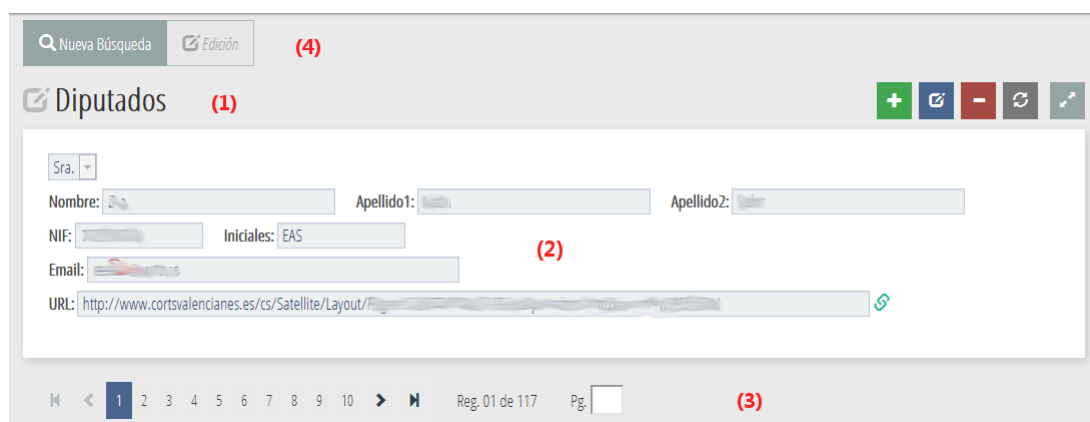 Nueva Búsqueda Edición (4)
Diputados (1)
Sra.
Nombre: Apellido1: Apellido2:
NIF: Iniciales: EAS
(2)
Email:
URL: http://www.cortsvalencianes.es/cs/Satellite/Layout/
1 2 3 4 5 6 7 8 9 10 Reg. 01 de 117 Pg. (3)